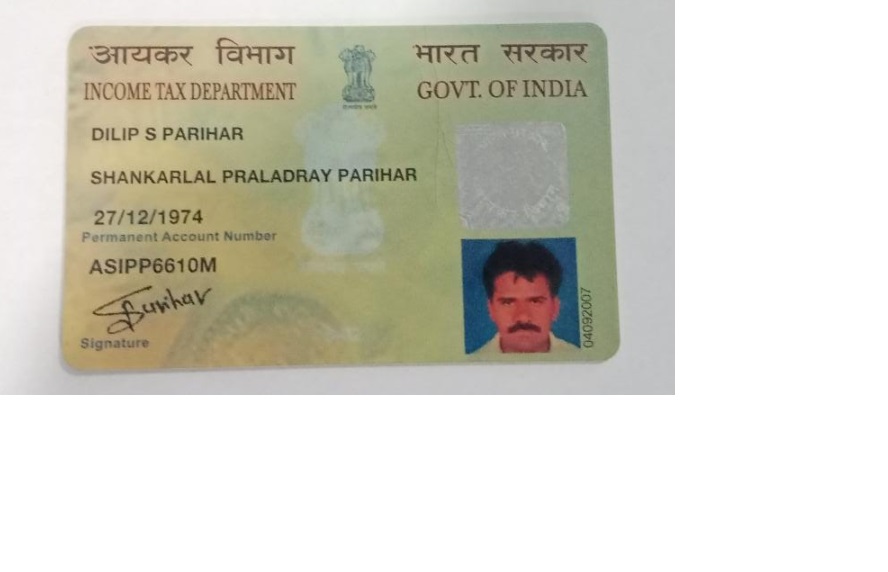 आयकर विभाग भारत सरकार
INCOME TAX DEPARTMENT GOVT. OF INDIA
DILIP S PARIHAR
SHANKARLAL PRALADRAY PARIHAR
27/12/1974
Permanent Account Number
ASIPP6610M
Signature
04092007